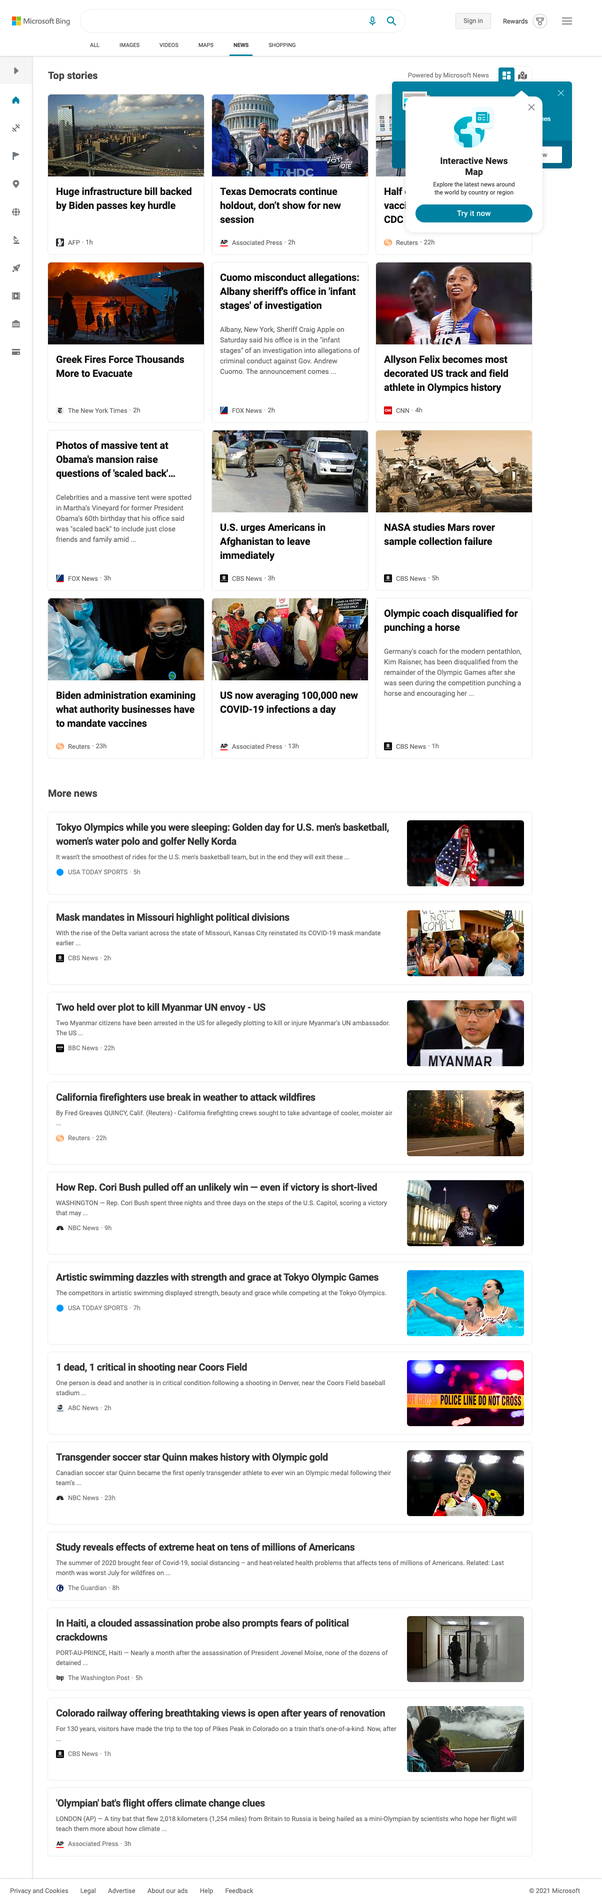 Microsoft Bing
Sign in
Rewards
ALL
IMAGES
VIDEOS
MAPS
NEWS
SHOPPING
Top stories
Powered by Microsoft News
Interactive News
Map
Explore the latest news around
the world by country or region
Try it now
Huge infrastructure bill backed
by Biden passes key hurdle
AFP · 1h
Texas Democrats continue
holdout, don't show for new
session
AP Associated Press · 2h
Half
vacci
CDC
Reuters · 22h
Greek Fires Force Thousands
More to Evacuate
The New York Times · 2h
Cuomo misconduct allegations:
Albany sheriff's office in 'infant
stages' of investigation
Albany, New York, Sheriff Craig Apple on
Saturday said his office is in the "infant
stages" of an investigation into allegations of
criminal conduct against Gov. Andrew
Cuomo. The announcement comes ...
FOX News · 2h
Allyson Felix becomes most
decorated US track and field
athlete in Olympics history
CNN · 4h
Photos of massive tent at
Obama's mansion raise
questions of 'scaled back'...
Celebrities and a massive tent were spotted
in Martha's Vineyard for former President
Obama's 60th birthday that his office said
was "scaled back" to include just close
friends and family amid ...
FOX News · 3h
U.S. urges Americans in
Afghanistan to leave
immediately
CBS News · 3h
NASA studies Mars rover
sample collection failure
CBS News · 5h
Biden administration examining
what authority businesses have
to mandate vaccines
Reuters · 23h
US now averaging 100,000 new
COVID-19 infections a day
AP Associated Press · 13h
Olympic coach disqualified for
punching a horse
Germany's coach for the modern pentathlon,
Kim Raisner, has been disqualified from the
remainder of the Olympic Games after she
was seen during the competition punching a
horse and encouraging her ...
CBS News · 1h
More news
Tokyo Olympics while you were sleeping: Golden day for U.S. men's basketball,
women's water polo and golfer Nelly Korda
It wasn't the smoothest of rides for the U.S. men's basketball team, but in the end they will exit these ...
USA TODAY SPORTS · 5h
Mask mandates in Missouri highlight political divisions
With the rise of the Delta variant across the state of Missouri, Kansas City reinstated its COVID-19 mask mandate
earlier ...
CBS News · 2h
NOT
COMPLY
Two held over plot to kill Myanmar UN envoy - US
Two Myanmar citizens have been arrested in the US for allegedly plotting to kill or injure Myanmar's UN ambassador.
The US ...
BBC News · 22h
MYANMAR
California firefighters use break in weather to attack wildfires
By Fred Greaves QUINCY, Calif. (Reuters) - California firefighting crews sought to take advantage of cooler, moister air
...
Reuters · 22h
How Rep. Cori Bush pulled off an unlikely win — even if victory is short-lived
WASHINGTON — Rep. Cori Bush spent three nights and three days on the steps of the U.S. Capitol, scoring a victory
that may ...
NBC News · 9h
Artistic swimming dazzles with strength and grace at Tokyo Olympic Games
The competitors in artistic swimming displayed strength, beauty and grace while competing at the Tokyo Olympics.
USA TODAY SPORTS · 7h
1 dead, 1 critical in shooting near Coors Field
One person is dead and another is in critical condition following a shooting in Denver, near the Coors Field baseball
stadium ...
ABC News · 2h
POLICE LINE DO NOT CROSS
Transgender soccer star Quinn makes history with Olympic gold
Canadian soccer star Quinn became the first openly transgender athlete to ever win an Olympic medal following their
team's ...
NBC News · 23h
Study reveals effects of extreme heat on tens of millions of Americans
The summer of 2020 brought fear of Covid-19, social distancing – and heat-related health problems that affects tens of millions of Americans. Related: Last
month was worst July for wildfires on ...
The Guardian · 8h
In Haiti, a clouded assassination probe also prompts fears of political
crackdowns
PORT-AU-PRINCE, Haiti — Nearly a month after the assassination of President Jovenel Moïse, none of the dozens of
detained ...
wp The Washington Post · 5h
Colorado railway offering breathtaking views is open after years of renovation
For 130 years, visitors have made the trip to the top of Pikes Peak in Colorado on a train that's one-of-a-kind. Now, after
...
CBS News · 1h
'Olympian' bat's flight offers climate change clues
LONDON (AP) — A tiny bat that flew 2,018 kilometers (1,254 miles) from Britain to Russia is being hailed as a mini-Olympian by scientists who hope her flight will
teach them more about how climate ...
AP Associated Press · 3h
Privacy and Cookies
Legal
Advertise
About our ads
Help
Feedback
© 2021 Microsoft